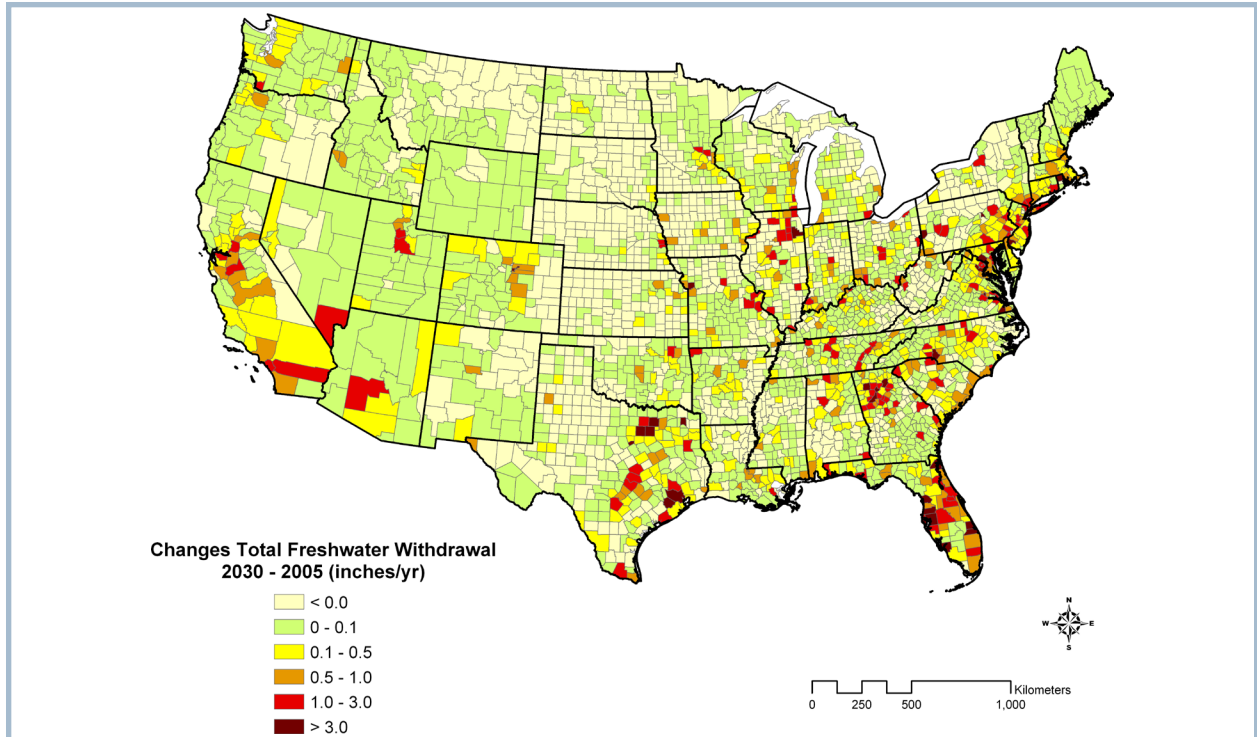 Changes Total Freshwater Withdrawal
2030 - 2005 (inches/yr)
< 0.0
0 - 0.1
0.1 - 0.5
0.5 - 1.0
1.0 - 3.0
> 3.0
N
W E
S
Kilometers
0 250 500 1,000